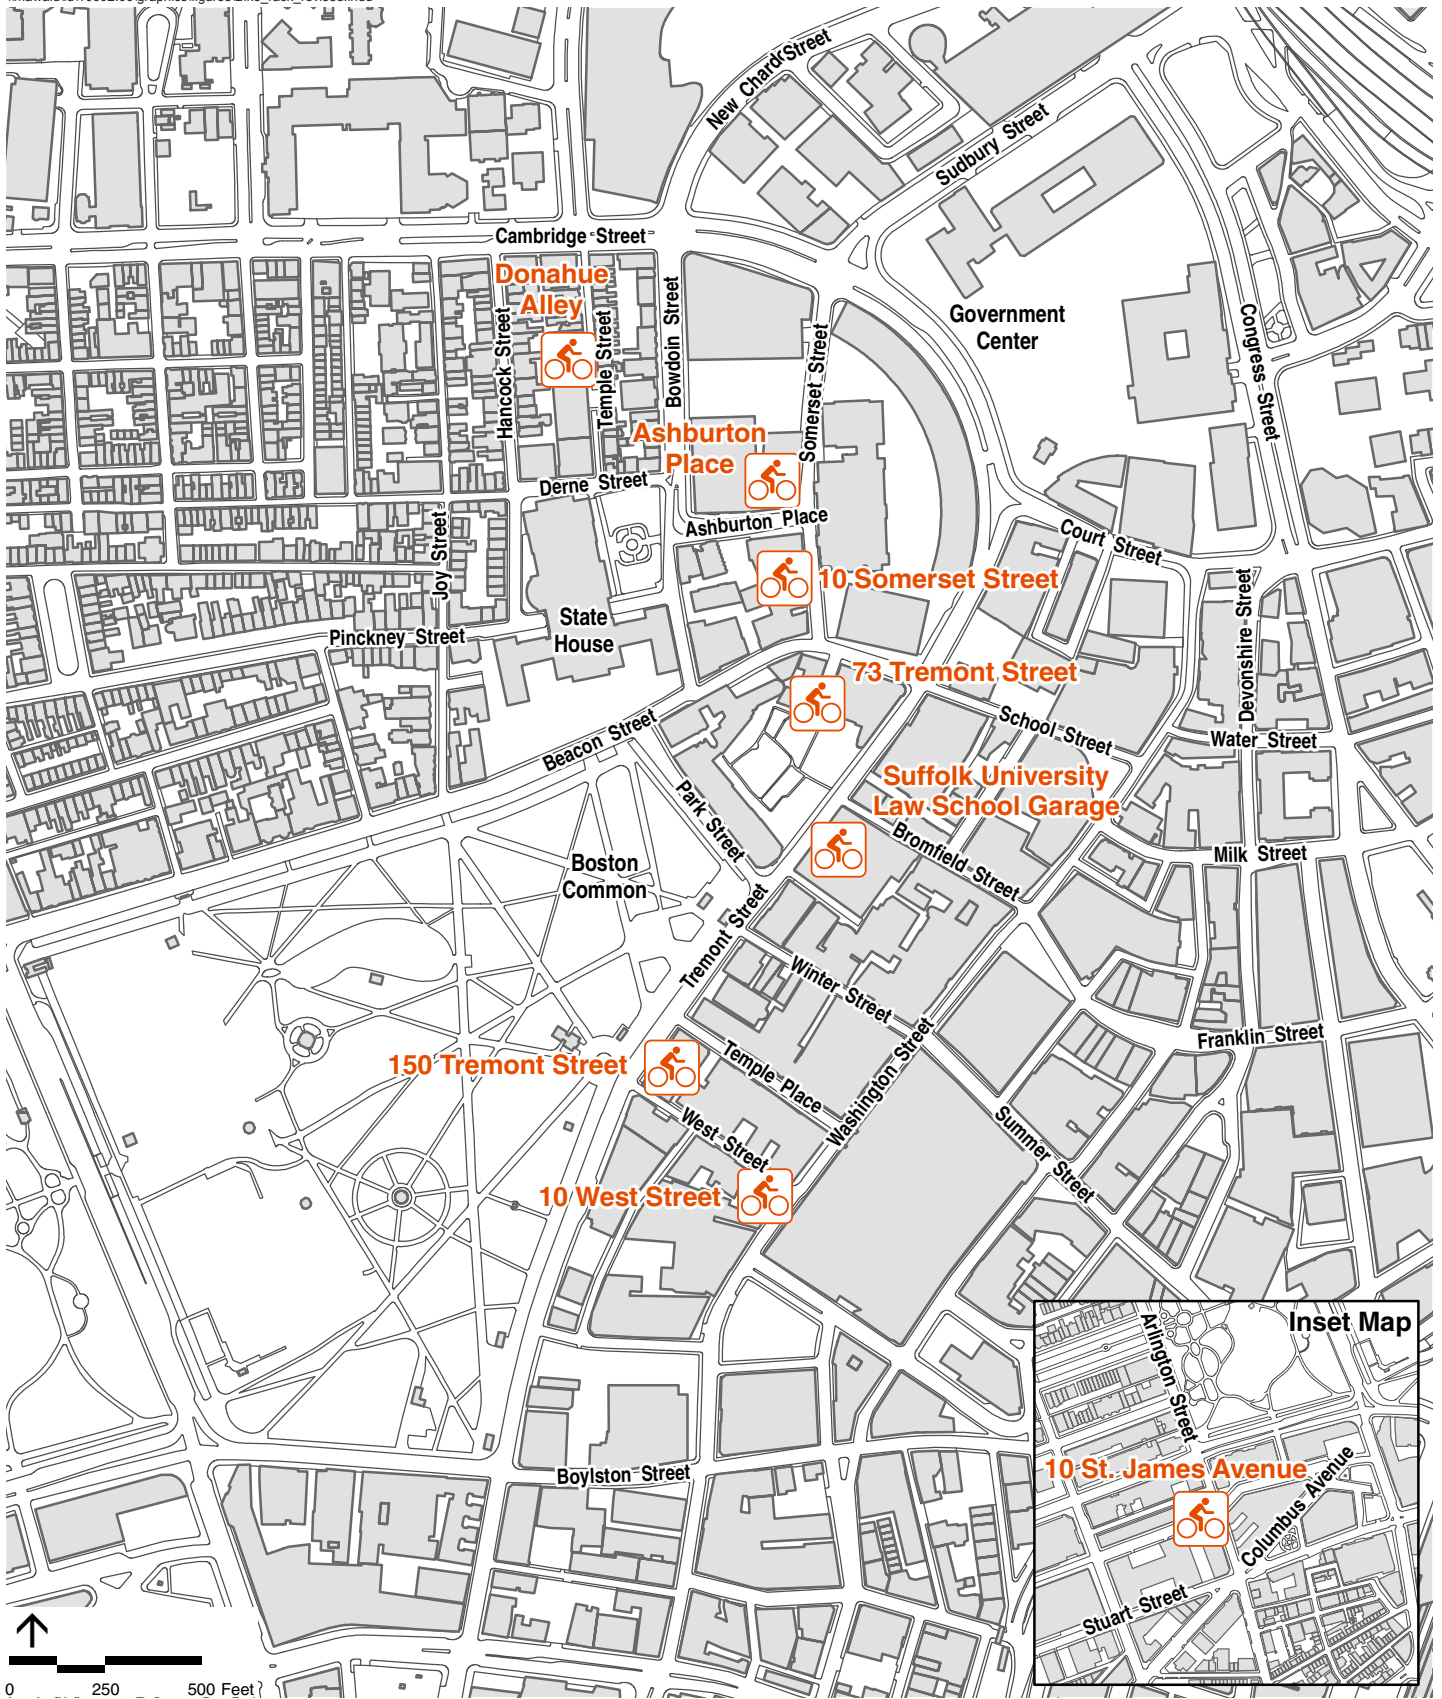 New Chardon Street
Sudbury Street
Cambridge Street
Donahue
Alley
Hancock Street
Temple Street
Bowdoin Street
Somerset Street
Government
Center
Congress Street
Ashburton
Place
Derne Street
Ashburton Place
Joy Street
Court Street
10 Somerset Street
Devonshire Street
State
House
Pinckney Street
73 Tremont Street
School Street
Beacon Street
Water Street
Suffolk University
Law School Garage
Park Street
Bromfield Street
Milk Street
Boston
Common
Tremont Street
Winter Street
Franklin Street
Washington Street
150 Tremont Street
Temple Place
West Street
Summer Street
10 West Street
Inset Map
Arlington Street
10 St. James Avenue
Columbus Avenue
Stuart Street
Boylston Street
0 250 500 Feet